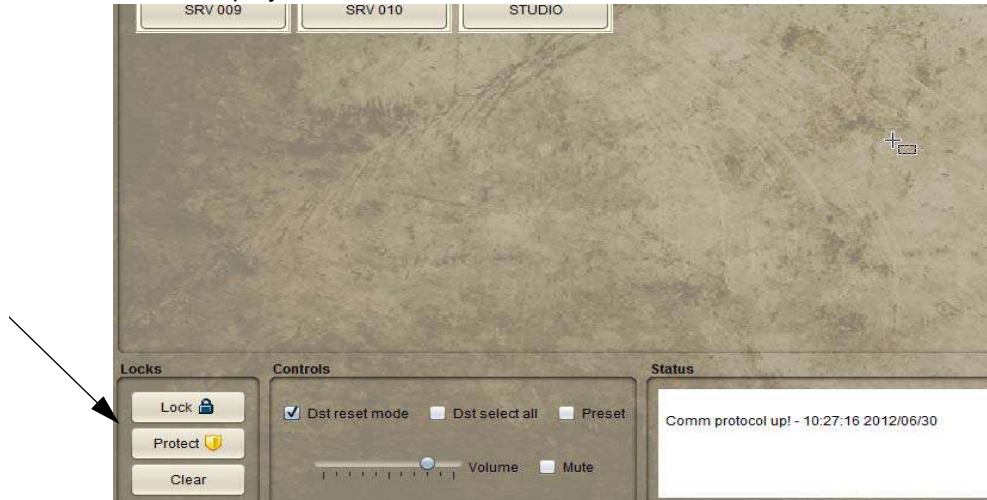 SRV 009 SRV 010 STUDIO
Locks Controls Status
Lock
Protect
Clear
Dst reset mode Dst select all Preset
Volume Mute
Comm protocol up! - 10:27:16 2012/06/30